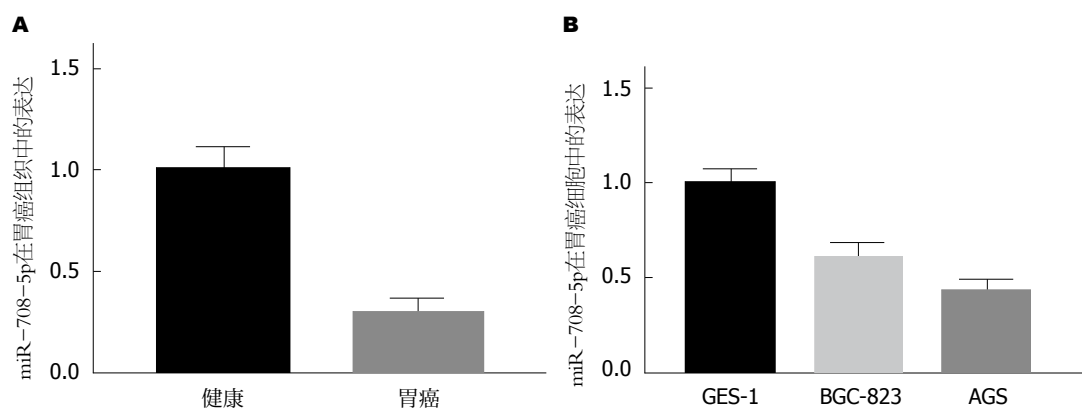 A
miR-708-5p在胃癌组织中的表达
1.5
1.0
0.5
0.0
健康
胃癌
B
miR-708-5p在胃癌细胞中的表达
1.5
1.0
0.5
0.0
GES-1
BGC-823
AGS